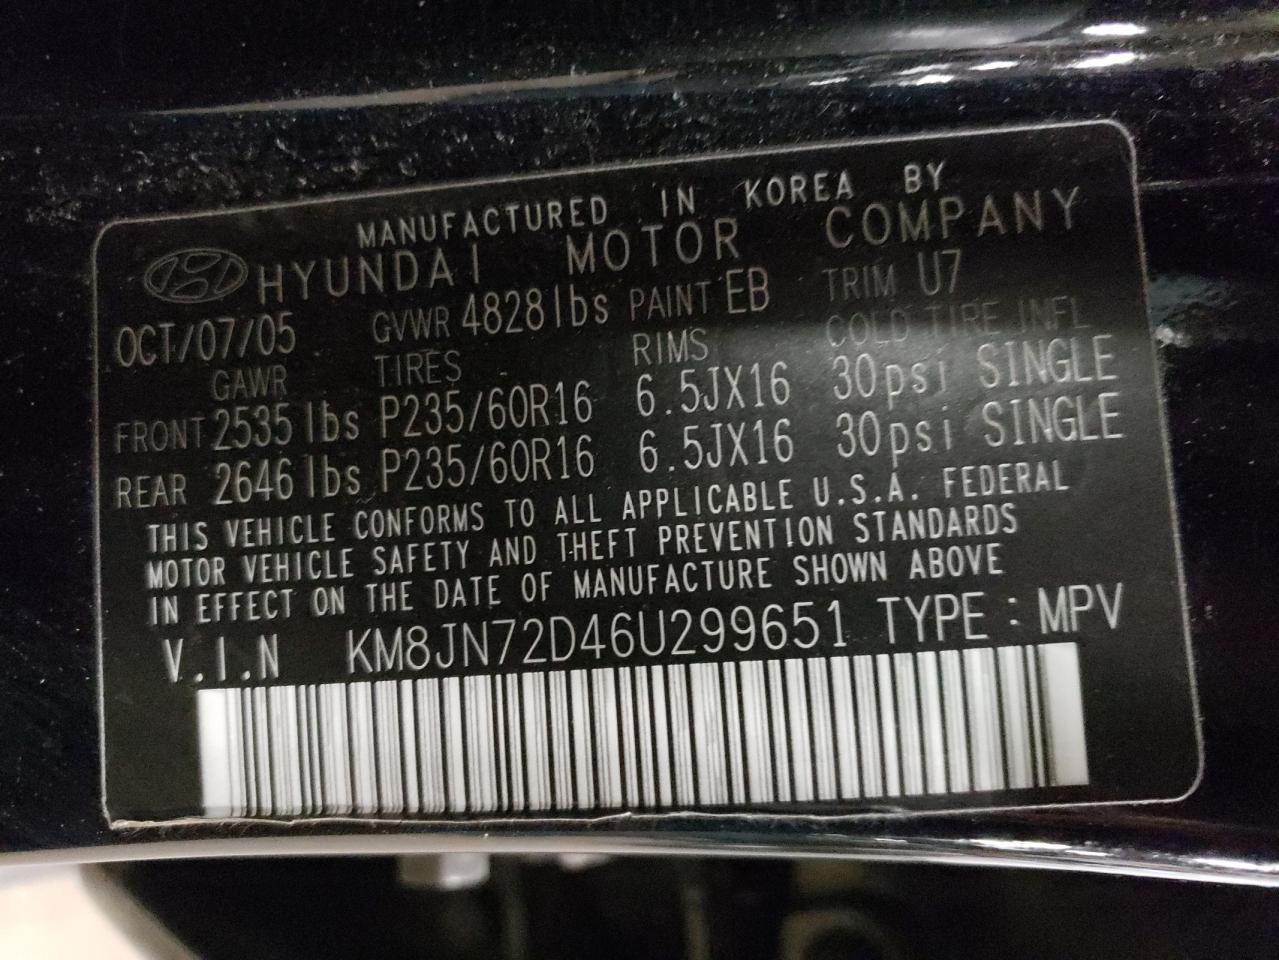 MANUFACTURED IN KOREA BY
HYUNDAI MOTOR COMPANY
OCT/07/05 GVWR 4828 lbs PAINT EB TRIM U7
GAWR TIRES RIMS COLD TIRE INFL
FRONT 2535 lbs P235/60R16 6.5JX16 30psi SINGLE
REAR 2646 lbs P235/60R16 6.5JX16 30psi SINGLE
THIS VEHICLE CONFORMS TO ALL APPLICABLE U.S.A. FEDERAL
MOTOR VEHICLE SAFETY AND THEFT PREVENTION STANDARDS
IN EFFECT ON THE DATE OF MANUFACTURE SHOWN ABOVE
V.I.N KM8JN72D46U299651 TYPE : MPV